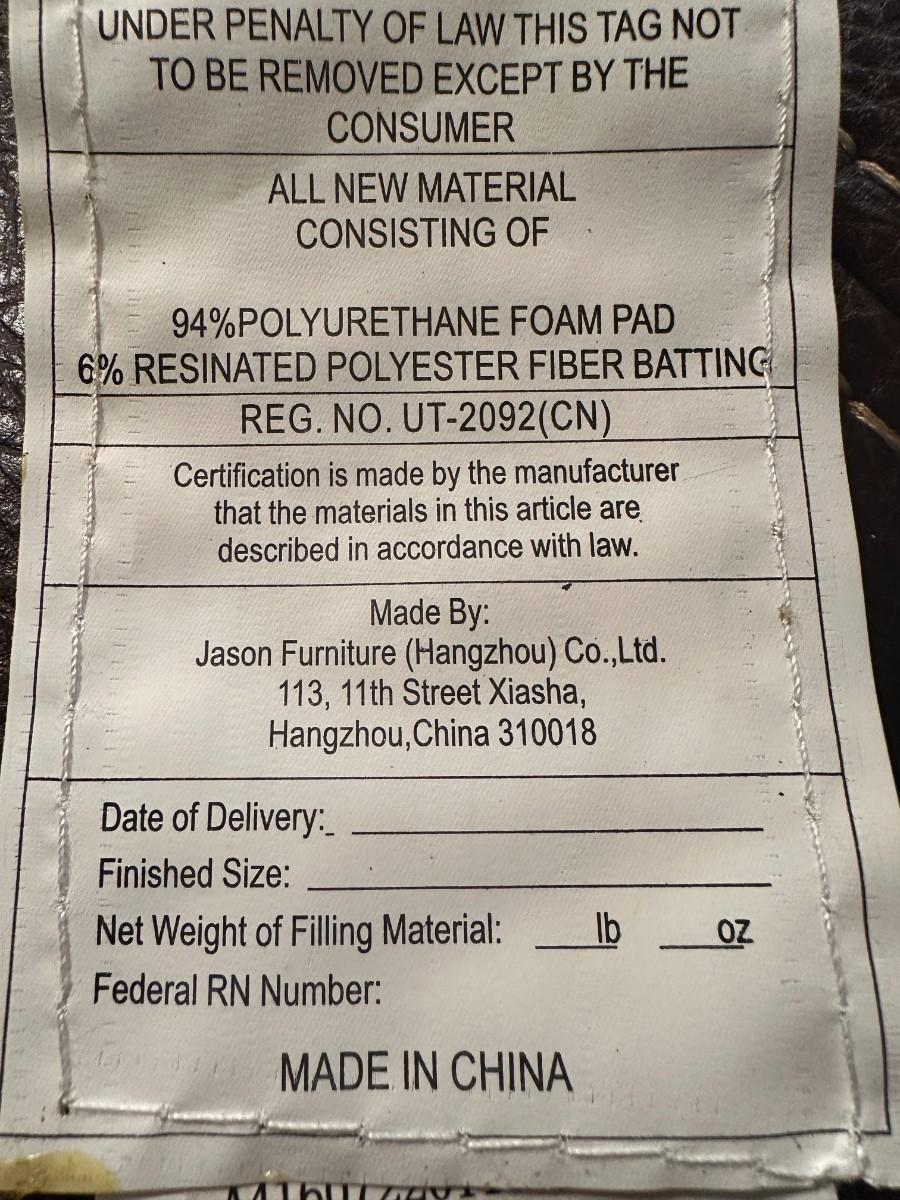 UNDER PENALTY OF LAW THIS TAG NOT
TO BE REMOVED EXCEPT BY THE
CONSUMER
ALL NEW MATERIAL
CONSISTING OF
94%POLYURETHANE FOAM PAD
6% RESINATED POLYESTER FIBER BATTING
REG. NO. UT-2092(CN)
Certification is made by the manufacturer
that the materials in this article are
described in accordance with law.
Made By:
Jason Furniture (Hangzhou) Co.,Ltd.
113, 11th Street Xiasha,
Hangzhou,China 310018
Date of Delivery:_
Finished Size:
Net Weight of Filling Material: lb oz
Federal RN Number:
MADE IN CHINA